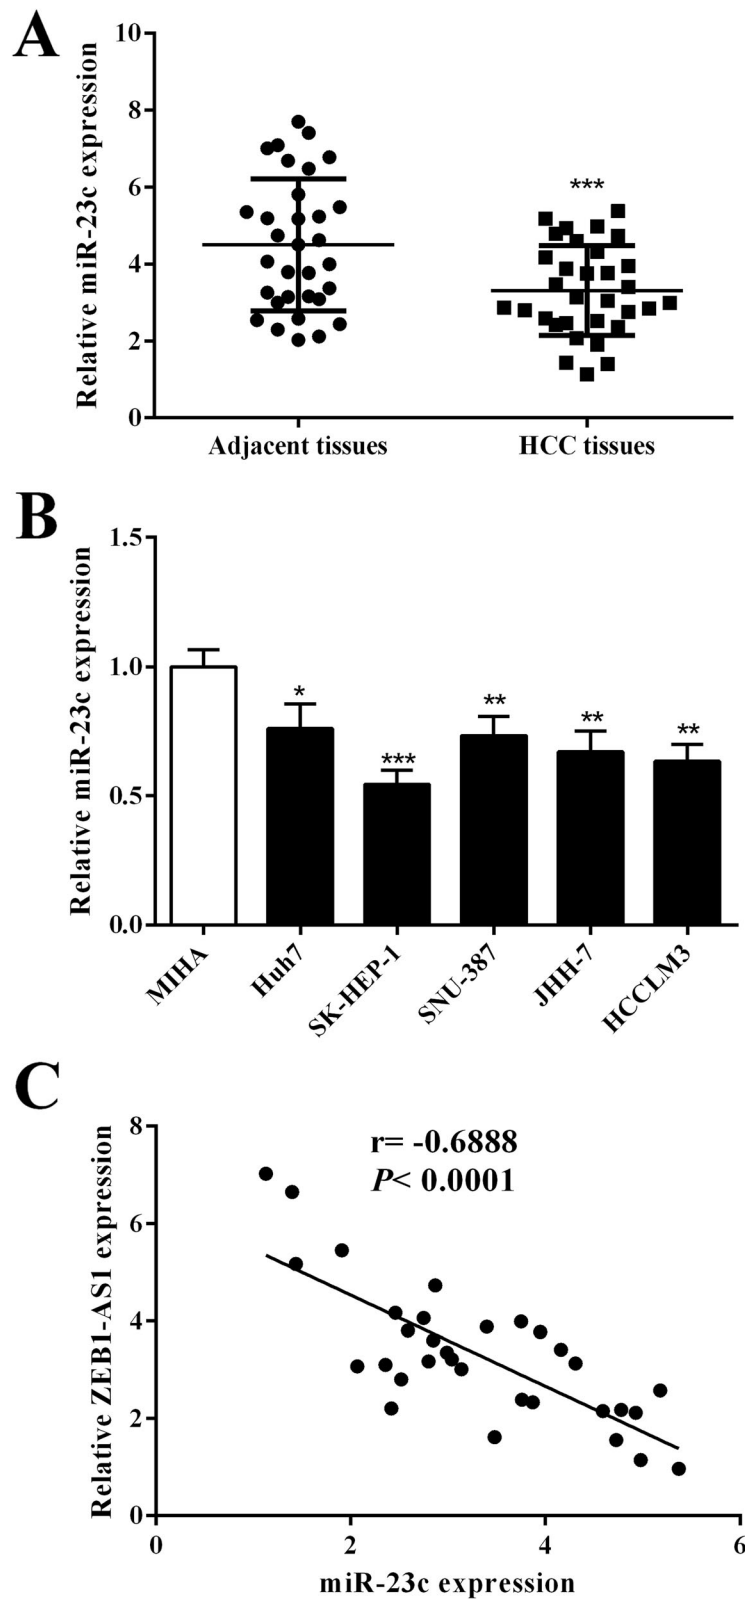 A
Relative miR-23c expression
10
8
6
4
2
0
***
Adjacent tissues
HCC tissues
B
Relative miR-23c expression
1.5
1.0
0.5
0.0
*
***
**
**
**
MIHA
Huh7
SK-HEP-1
SNU-387
JHH-7
HCCLM3
C
Relative ZEB1-AS1 expression
8
6
4
2
0
r= -0.6888
P< 0.0001
0
2
4
6
miR-23c expression